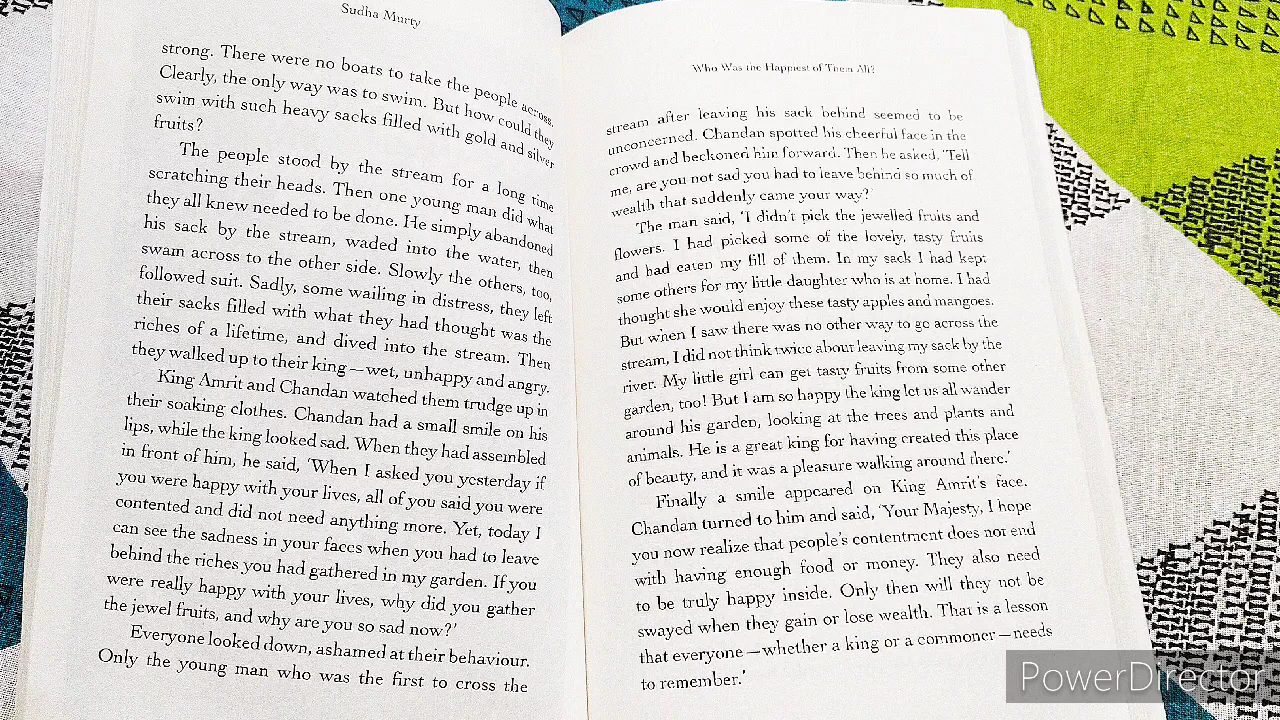 Sudha Murty
strong. There were no boats to take the people across.
Clearly, the only way was to swim. But how could they
swim with such heavy sacks filled with gold and silver
fruits?
The people stood by the stream for a long time
scratching their heads. Then one young man did what
they all knew needed to be done. He simply abandoned
his sack by the stream, waded into the water, then
swam across to the other side. Slowly the others, too,
followed suit. Sadly, some wailing in distress, they left
their sacks filled with what they had thought was the
riches of a lifetime, and dived into the stream. Then
they walked up to their king—wet, unhappy and angry.
King Amrit and Chandan watched them trudge up in
their soaking clothes. Chandan had a small smile on his
lips, while the king looked sad. When they had assembled
in front of him, he said, 'When I asked you yesterday if
you were happy with your lives, all of you said you were
contented and did not need anything more. Yet, today I
can see the sadness in your faces when you had to leave
behind the riches you had gathered in my garden. If you
were really happy with your lives, why did you gather
the jewel fruits, and why are you so sad now?'
Everyone looked down, ashamed at their behaviour.
Only the young man who was the first to cross the
Who Was the Happiest of Them All?
stream after leaving his sack behind seemed to be
unconcerned. Chandan spotted his cheerful face in the
crowd and beckoned him forward. Then he asked, 'Tell
me, are you not sad you had to leave behind so much of
wealth that suddenly came your way?'
The man said, 'I didn't pick the jewelled fruits and
flowers. I had picked some of the lovely, tasty fruits
and had eaten my fill of them. In my sack I had kept
some others for my little daughter who is at home. I had
thought she would enjoy these tasty apples and mangoes.
But when I saw there was no other way to go across the
stream, I did not think twice about leaving my sack by the
river. My little girl can get tasty fruits from some other
garden, too! But I am so happy the king let us all wander
around his garden, looking at the trees and plants and
animals. He is a great king for having created this place
of beauty, and it was a pleasure walking around there.'
Finally a smile appeared on King Amrit's face.
Chandan turned to him and said, 'Your Majesty, I hope
you now realize that people's contentment does not end
with having enough food or money. They also need
to be truly happy inside. Only then will they not be
swayed when they gain or lose wealth. That is a lesson
that everyone—whether a king or a commoner—needs
to remember.'
PowerDirector